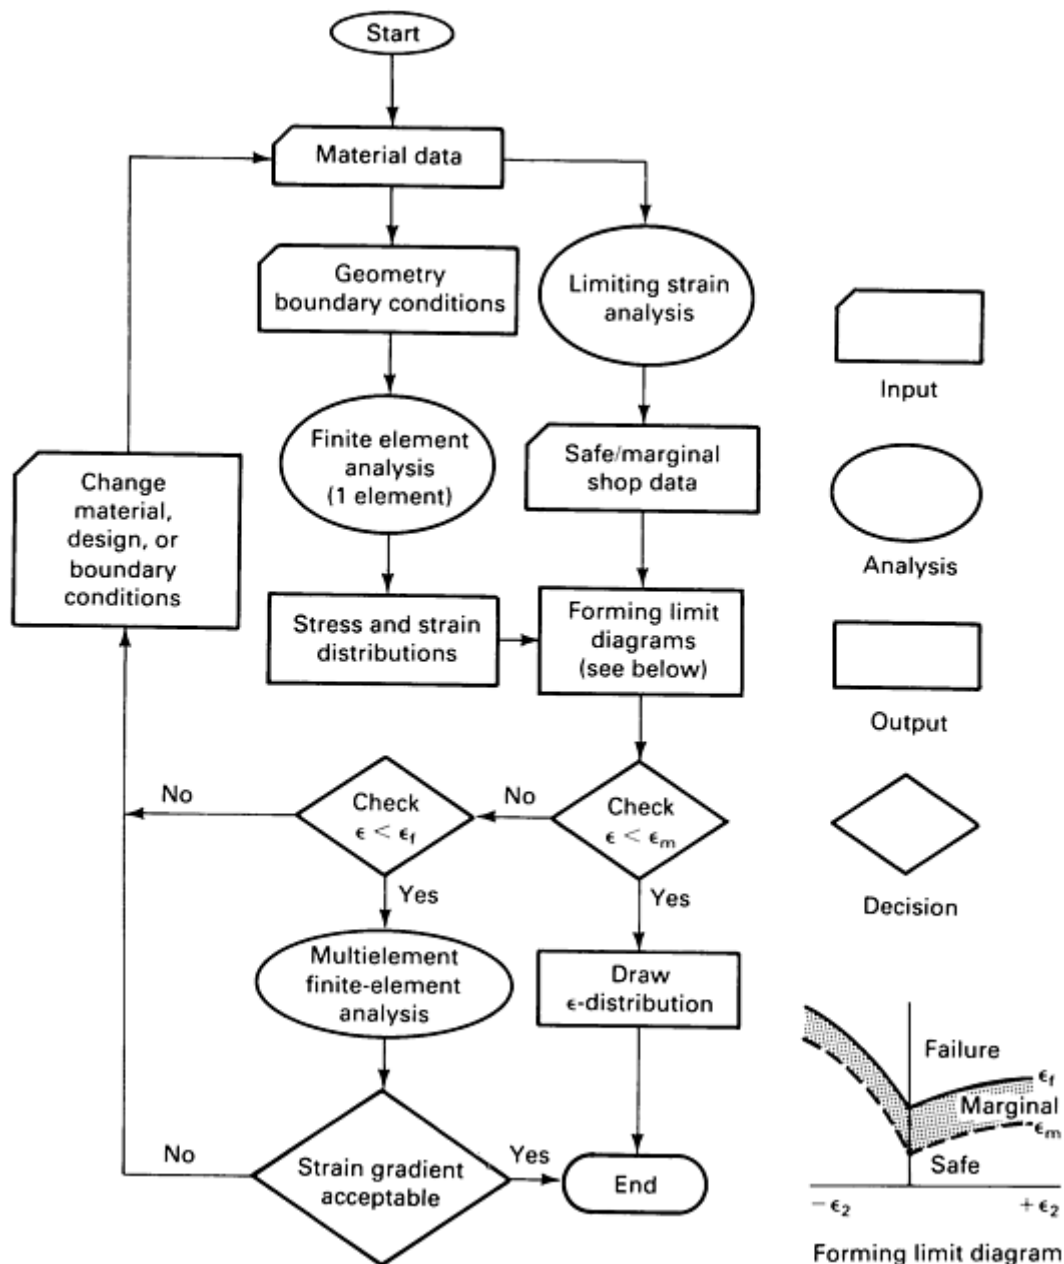 Start
Material data
Geometry
boundary conditions
Limiting strain
analysis
Input
Finite element
analysis
(1 element)
Safe/marginal
shop data
Change
material,
design, or
boundary
conditions
Analysis
Stress and strain
distributions
Forming limit
diagrams
(see below)
Output
No
Check
ϵ < ϵf
No
Check
ϵ < ϵm
Yes
Yes
Decision
Multielement
finite-element
analysis
Draw
ϵ-distribution
Failure
ϵf
Marginal
ϵm
Safe
− ϵ2
+ ϵ2
Forming limit diagram
No
Strain gradient
acceptable
Yes
End